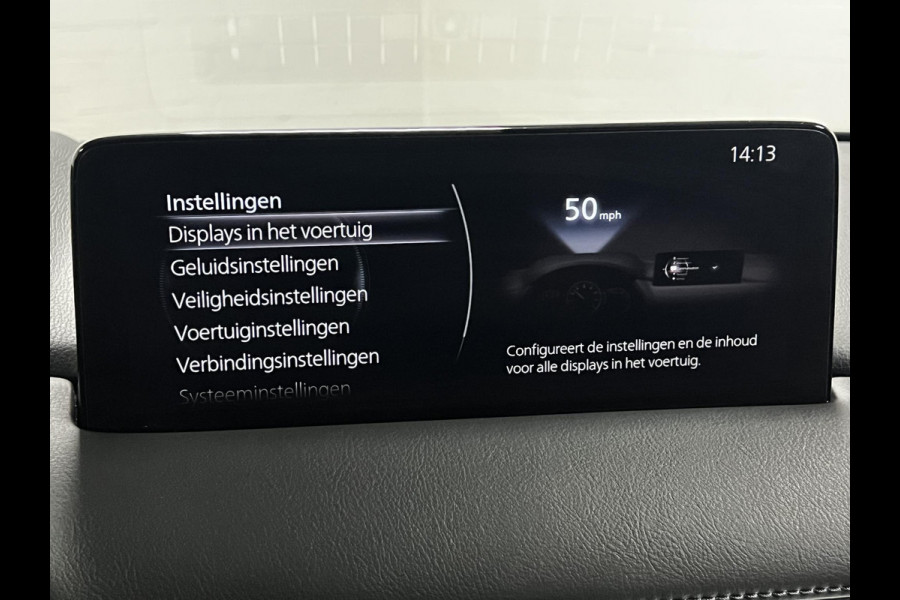 14:13
Instellingen
Displays in het voertuig
Geluidsinstellingen
Veiligheidsinstellingen
Voertuiginstellingen
Verbindingsinstellingen
Systeeminstellingen
50 mph
Configureert de instellingen en de inhoud
voor alle displays in het voertuig.